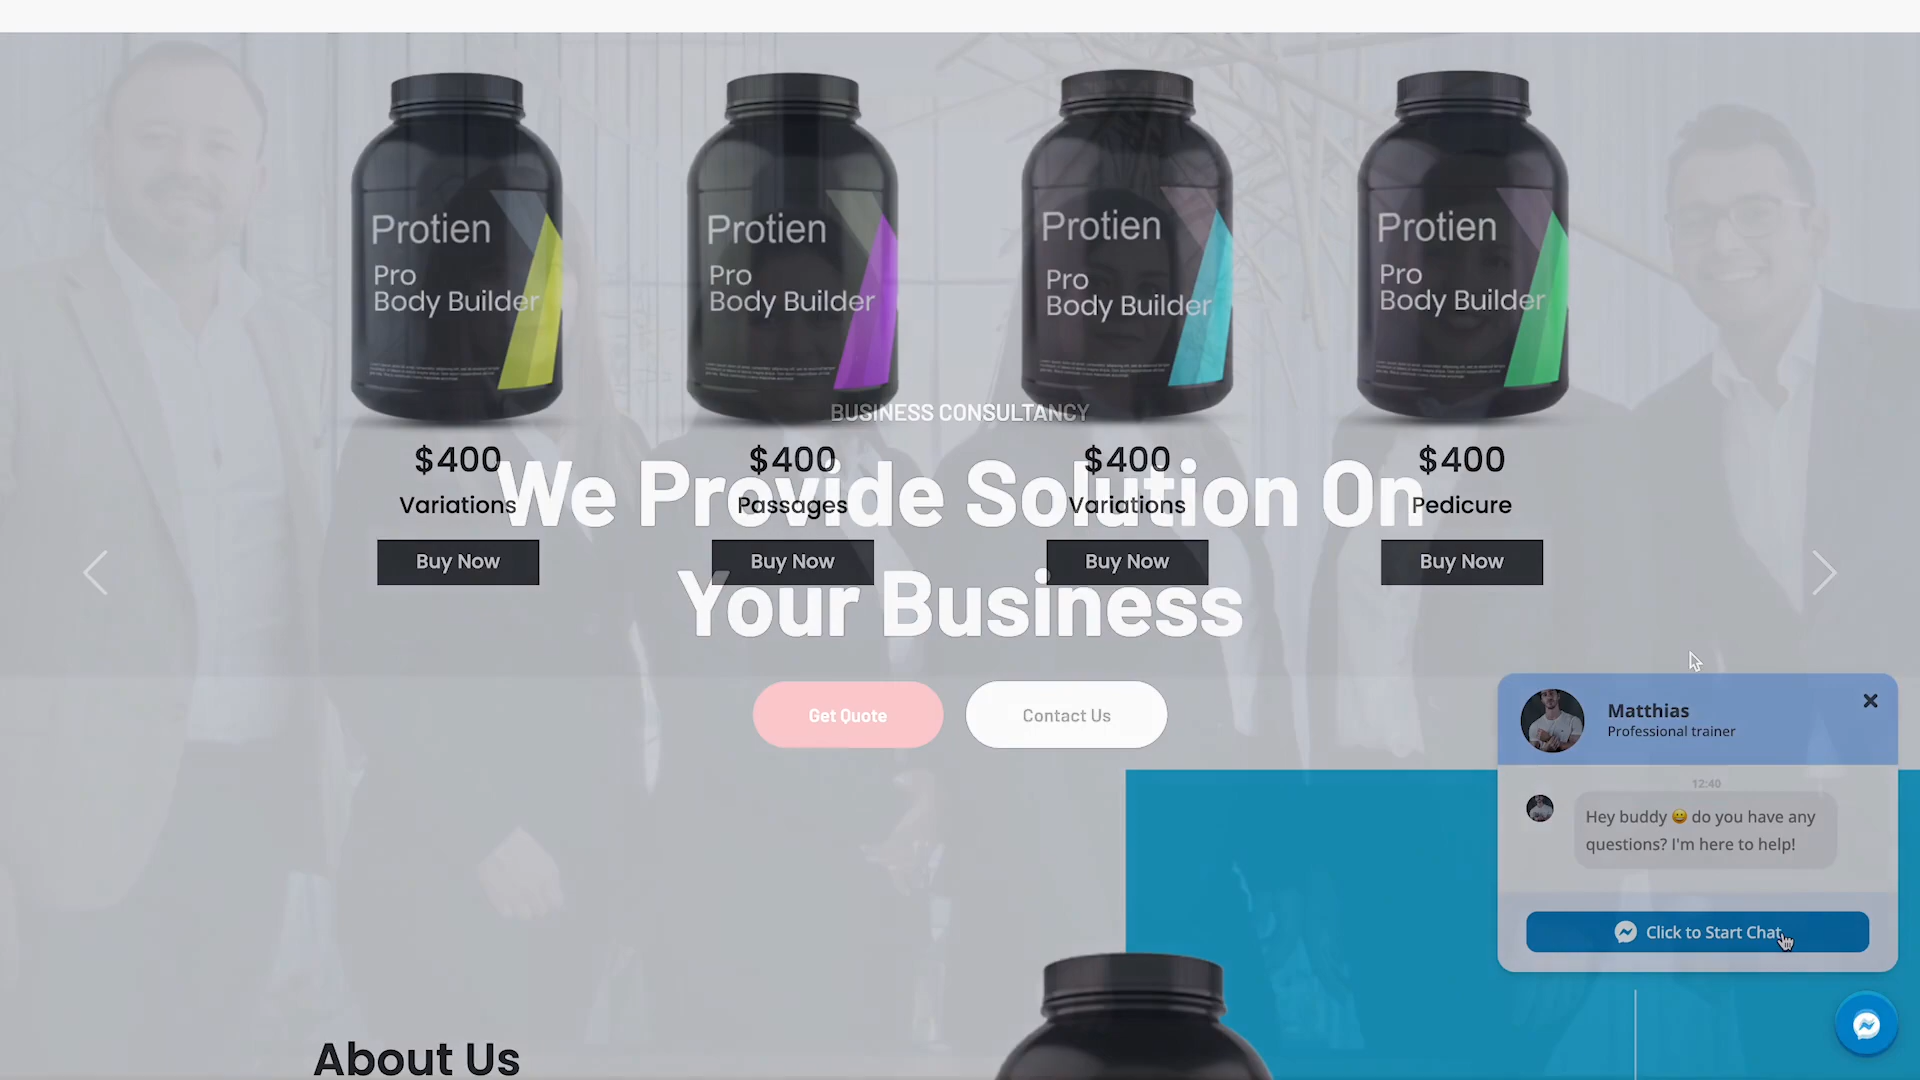 Protien
Pro
Body Builder
Protien
Pro
Body Builder
Protien
Pro
Body Builder
Protien
Pro
Body Builder
BUSINESS CONSULTANCY
$400
$400
$400
$400
We Provide Solution On
Variations
Passages
Variations
Pedicure
Buy Now
Buy Now
Buy Now
Buy Now
Your Business
Get Quote
Contact Us
Matthias
Professional trainer
12:40
Hey buddy 😀 do you have any
questions? I'm here to help!
Click to Start Chat
About Us